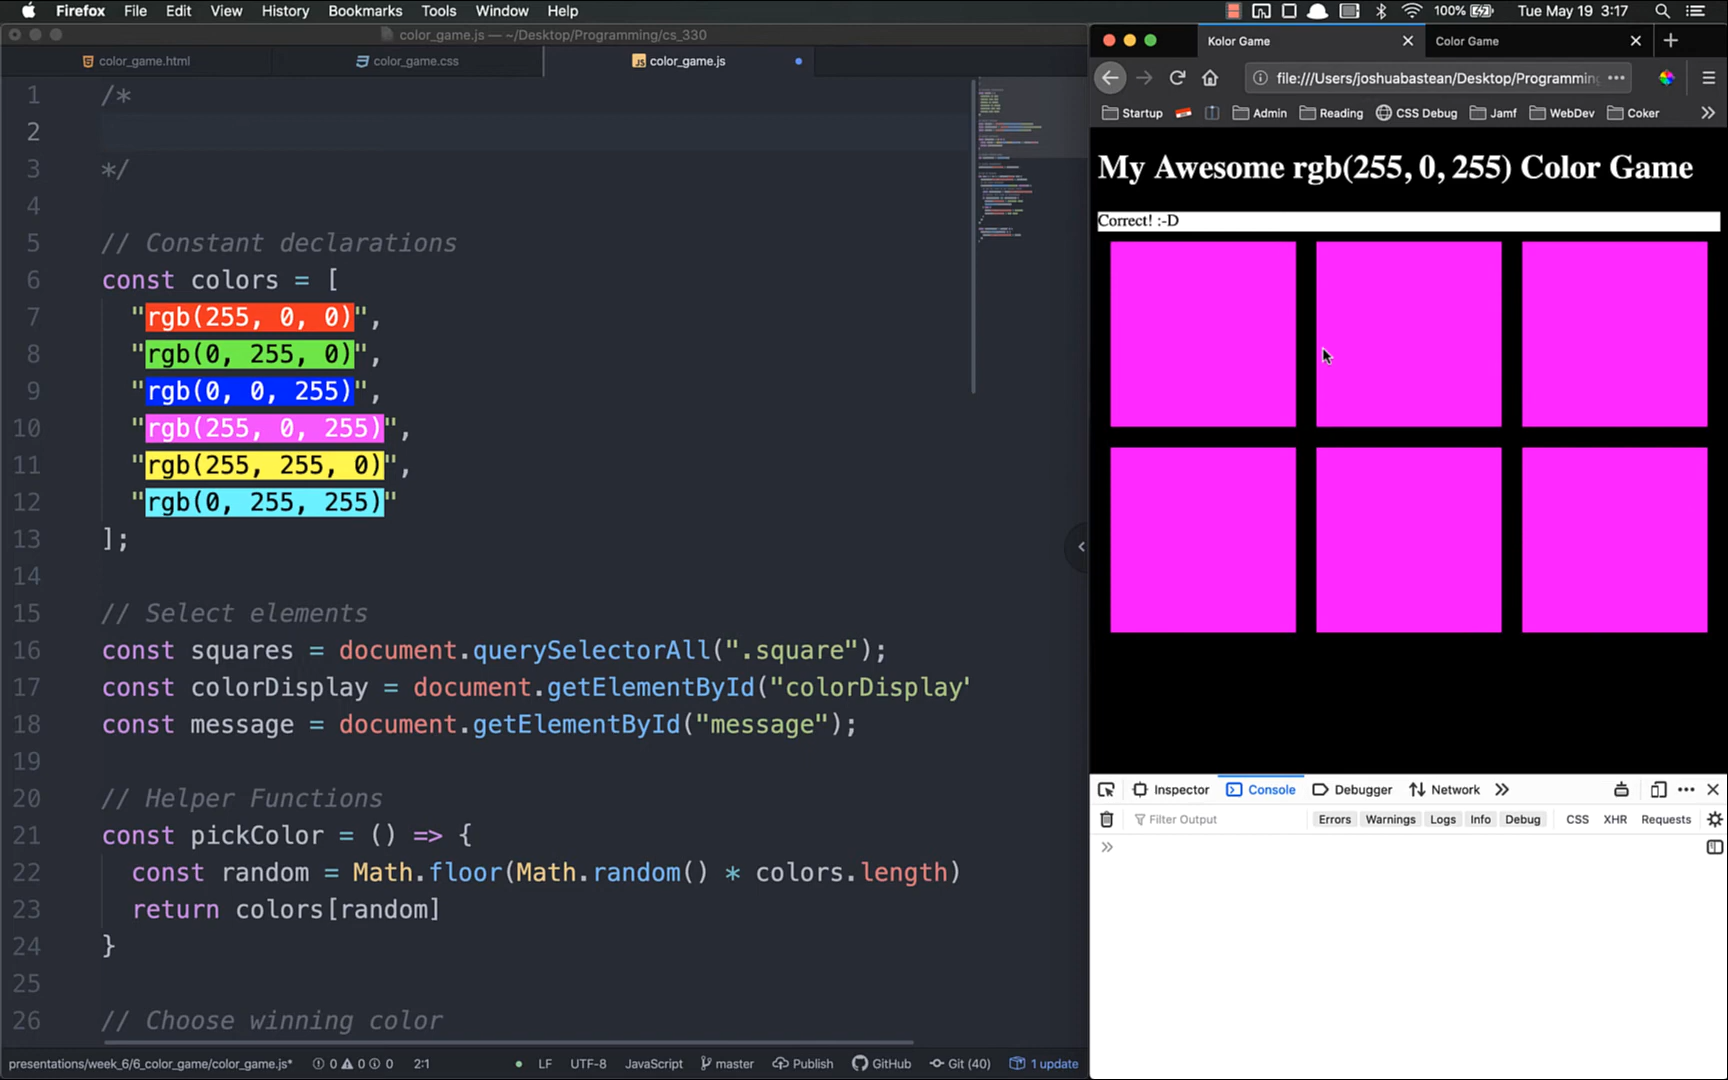 Firefox File Edit View History Bookmarks Tools Window Help 100% Tue May 19 3:17
color_game.js — ~/Desktop/Programming/cs_330
color_game.html color_game.css color_game.js
1 /*
2
3 */
4
5 // Constant declarations
6 const colors = [
7 "rgb(255, 0, 0)",
8 "rgb(0, 255, 0)",
9 "rgb(0, 0, 255)",
10 "rgb(255, 0, 255)",
11 "rgb(255, 255, 0)",
12 "rgb(0, 255, 255)"
13 ];
14
15 // Select elements
16 const squares = document.querySelectorAll(".square");
17 const colorDisplay = document.getElementById("colorDisplay"
18 const message = document.getElementById("message");
19
20 // Helper Functions
21 const pickColor = () => {
22 const random = Math.floor(Math.random() * colors.length)
23 return colors[random]
24 }
25
26 // Choose winning color
presentations/week_6/6_color_game/color_game.js* 0 0 0 2:1 LF UTF-8 JavaScript master Publish GitHub Git (40) 1 update
Kolor Game Color Game
file:///Users/joshuabastean/Desktop/Programming
Startup Admin Reading CSS Debug Jamf WebDev Coker
My Awesome rgb(255, 0, 255) Color Game
Correct! :-D
Inspector Console Debugger Network
Filter Output Errors Warnings Logs Info Debug CSS XHR Requests